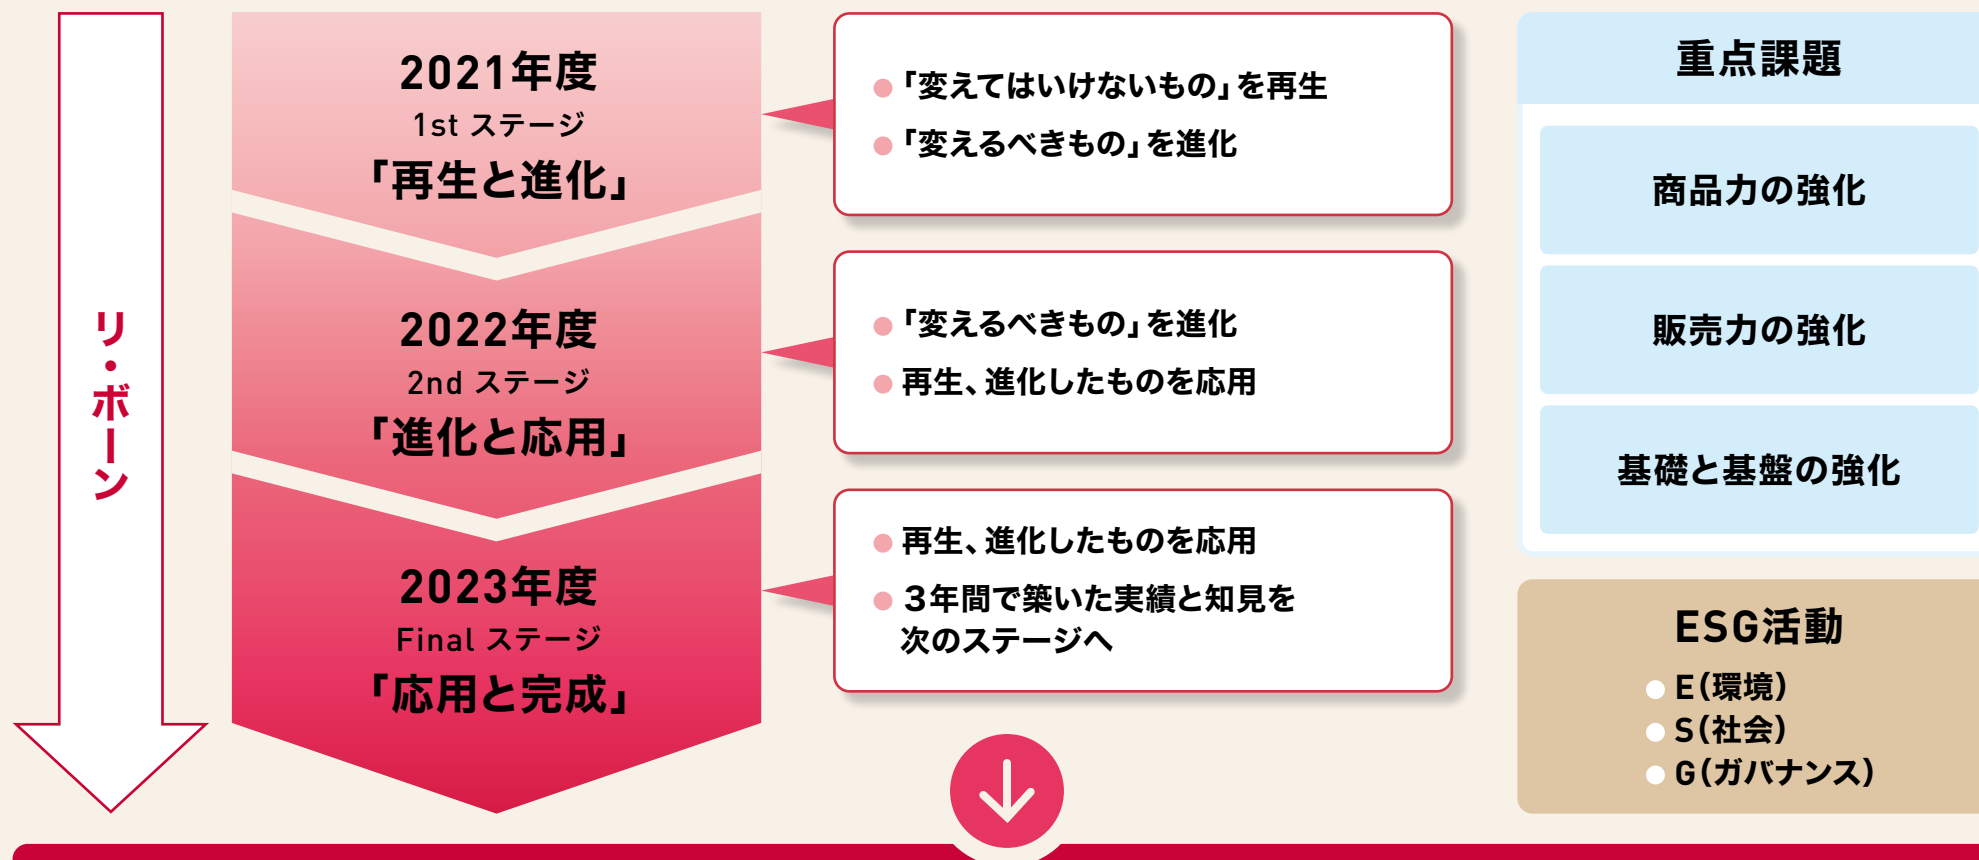 リ・ボーン
2021年度
1st ステージ
「再生と進化」
●「変えてはいけないもの」を再生
●「変えるべきもの」を進化
2022年度
2nd ステージ
「進化と応用」
●「変えるべきもの」を進化
● 再生、進化したものを応用
2023年度
Final ステージ
「応用と完成」
● 再生、進化したものを応用
● 3年間で築いた実績と知見を
次のステージへ
重点課題
商品力の強化
販売力の強化
基礎と基盤の強化
ESG活動
● E(環境)
● S(社会)
● G(ガバナンス)